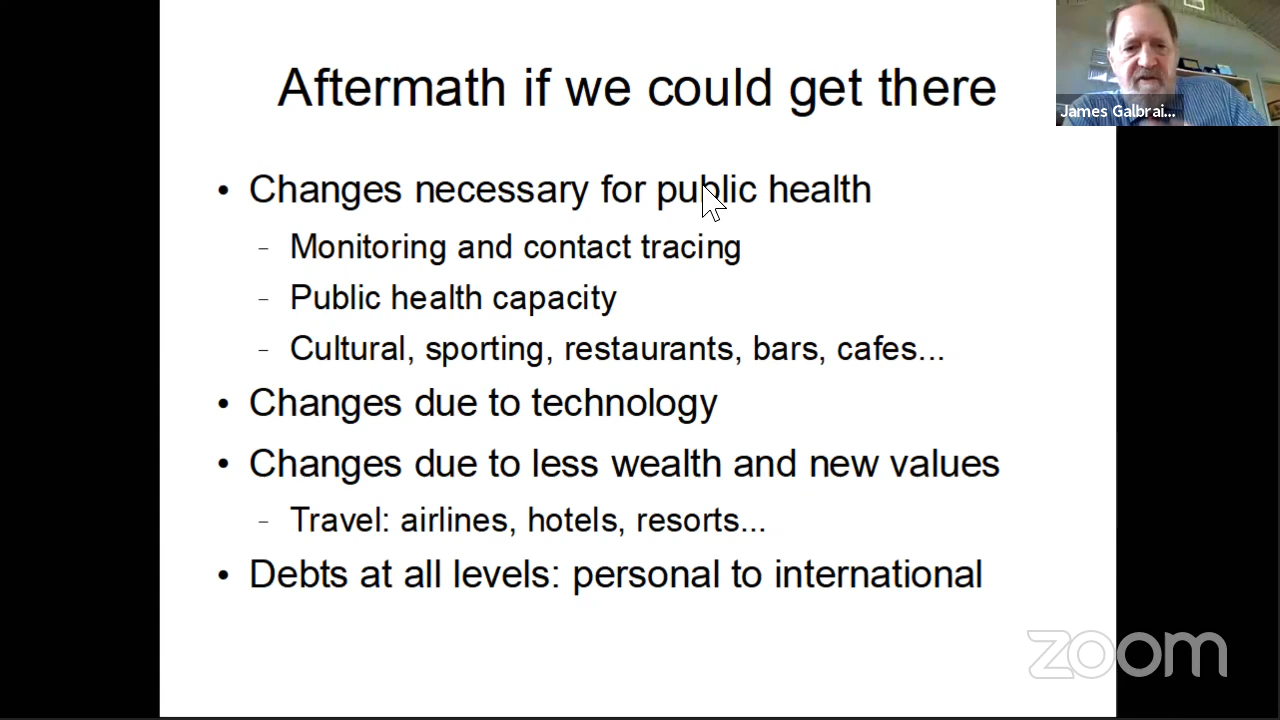 Aftermath if we could get there
James Galbrai...
• Changes necessary for public health
- Monitoring and contact tracing
- Public health capacity
- Cultural, sporting, restaurants, bars, cafes...
• Changes due to technology
• Changes due to less wealth and new values
- Travel: airlines, hotels, resorts...
• Debts at all levels: personal to international
zoom